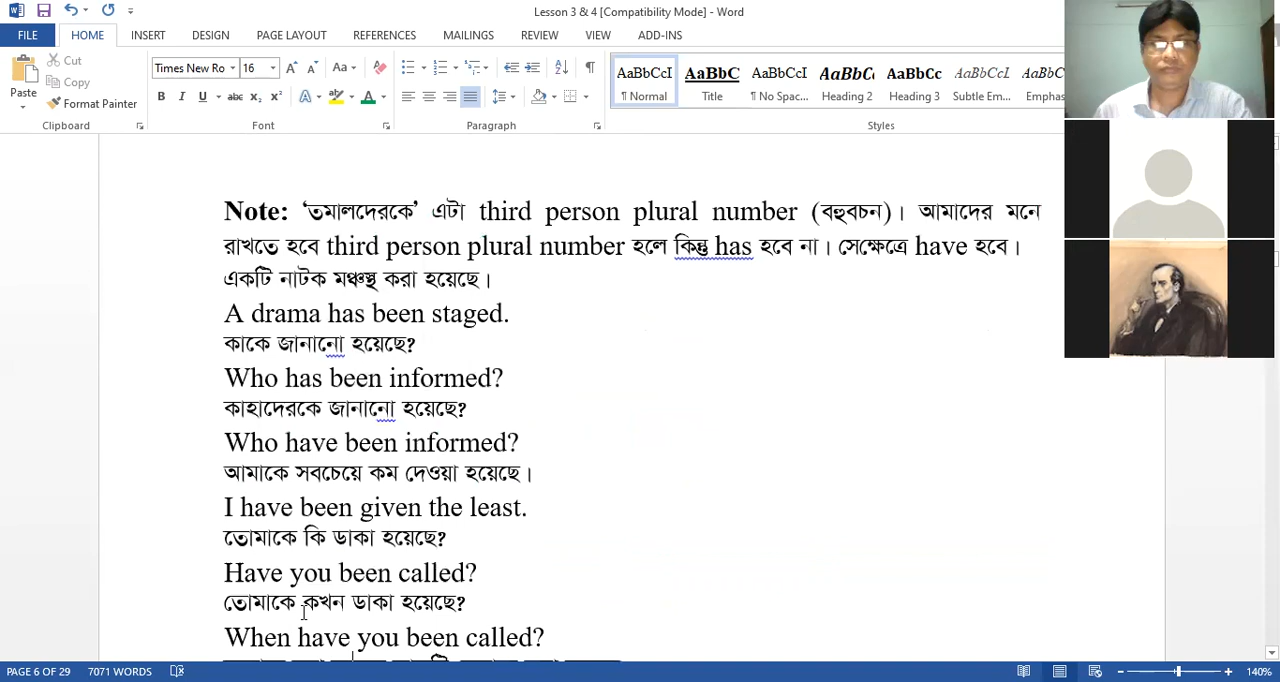 Lesson 3 & 4 [Compatibility Mode] - Word
FILE HOME INSERT DESIGN PAGE LAYOUT REFERENCES MAILINGS REVIEW VIEW ADD-INS
Paste
Cut
Copy
Format Painter
Clipboard
Times New Ro 16
Font
Paragraph
AaBbCcI AaBbC AaBbCcI AaBbCc AaBbCc AaBbCcL AaBbC
¶ Normal Title ¶ No Spac... Heading 2 Heading 3 Subtle Em... Emphas
Styles
Note: ‘তমালদেরকে’ এটা third person plural number (বহুবচন)। আমাদের মনে
রাখতে হবে third person plural number হলে কিন্তু has হবে না। সেক্ষেত্রে have হবে।
একটি নাটক মঞ্চস্থ করা হয়েছে।
A drama has been staged.
কাকে জানানো হয়েছে?
Who has been informed?
কাহাদেরকে জানানো হয়েছে?
Who have been informed?
আমাকে সবচেয়ে কম দেওয়া হয়েছে।
I have been given the least.
তোমাকে কি ডাকা হয়েছে?
Have you been called?
তোমাকে কখন ডাকা হয়েছে?
When have you been called?
PAGE 6 OF 29 7071 WORDS 140%